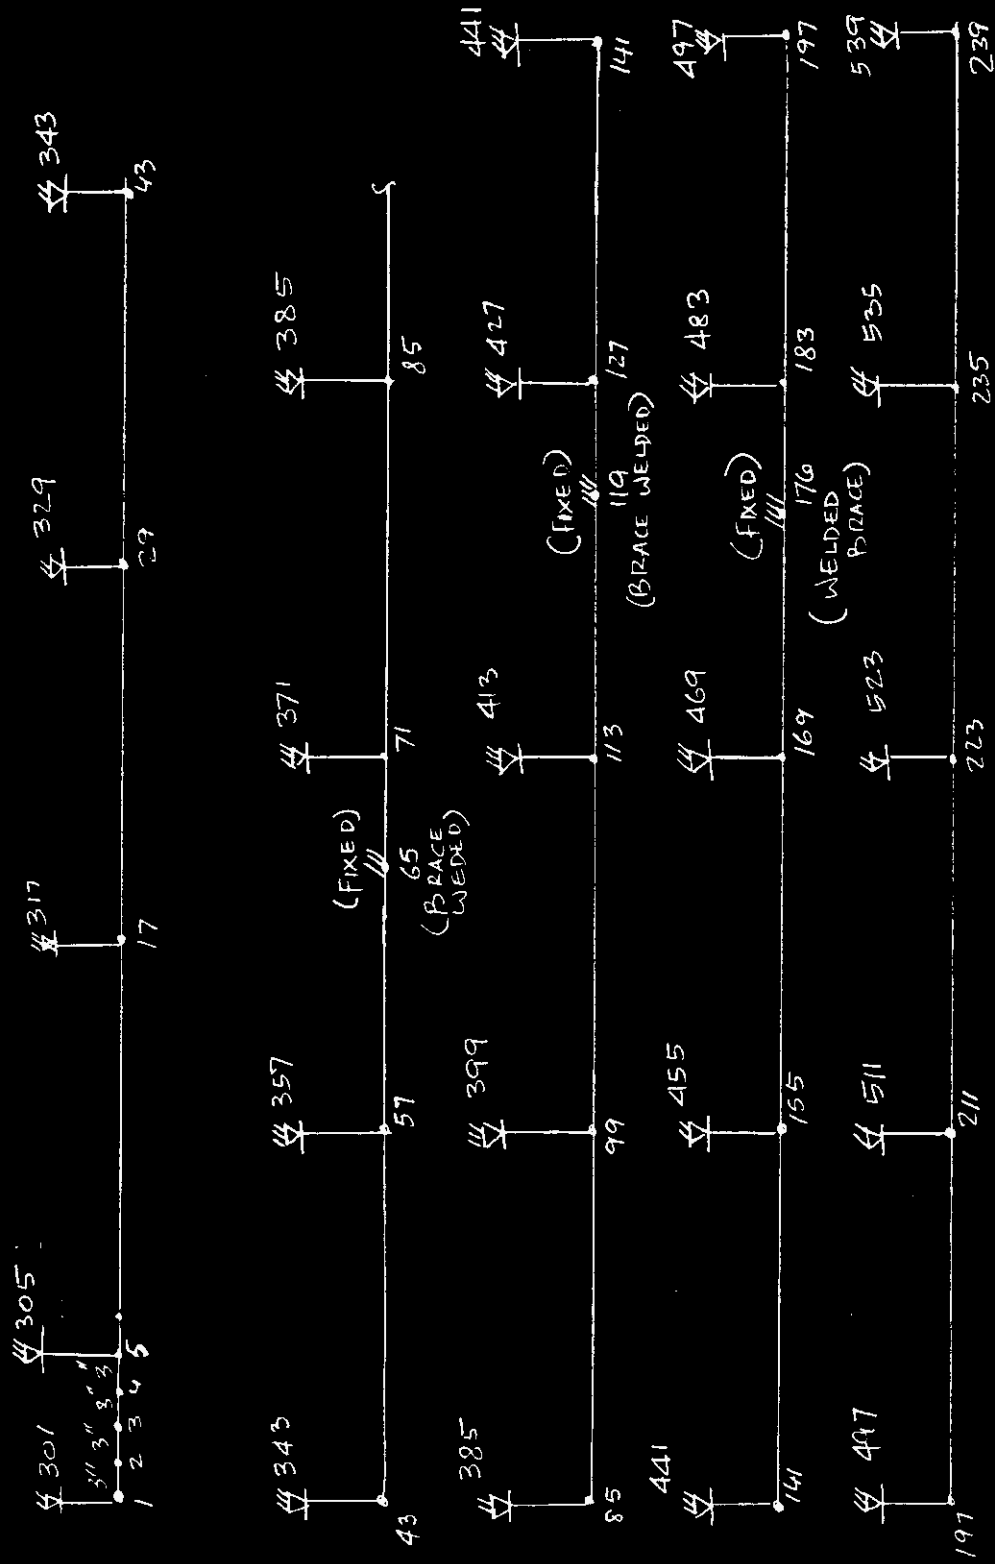 301 305 317 329 343
3" 3" 3" 3"
1 2 3 4 5 17 29 43
343 357 (FIXED) 371 385
43 57 65 71 85
(BRACE
WEDED)
385 399 413 (FIXED) 427 441
85 99 113 119 127 141
(BRACE WELDED)
441 455 469 (FIXED) 483 497
141 155 169 176 183 197
(WELDED
BRACE)
497 511 523 535 539
197 211 223 235 239